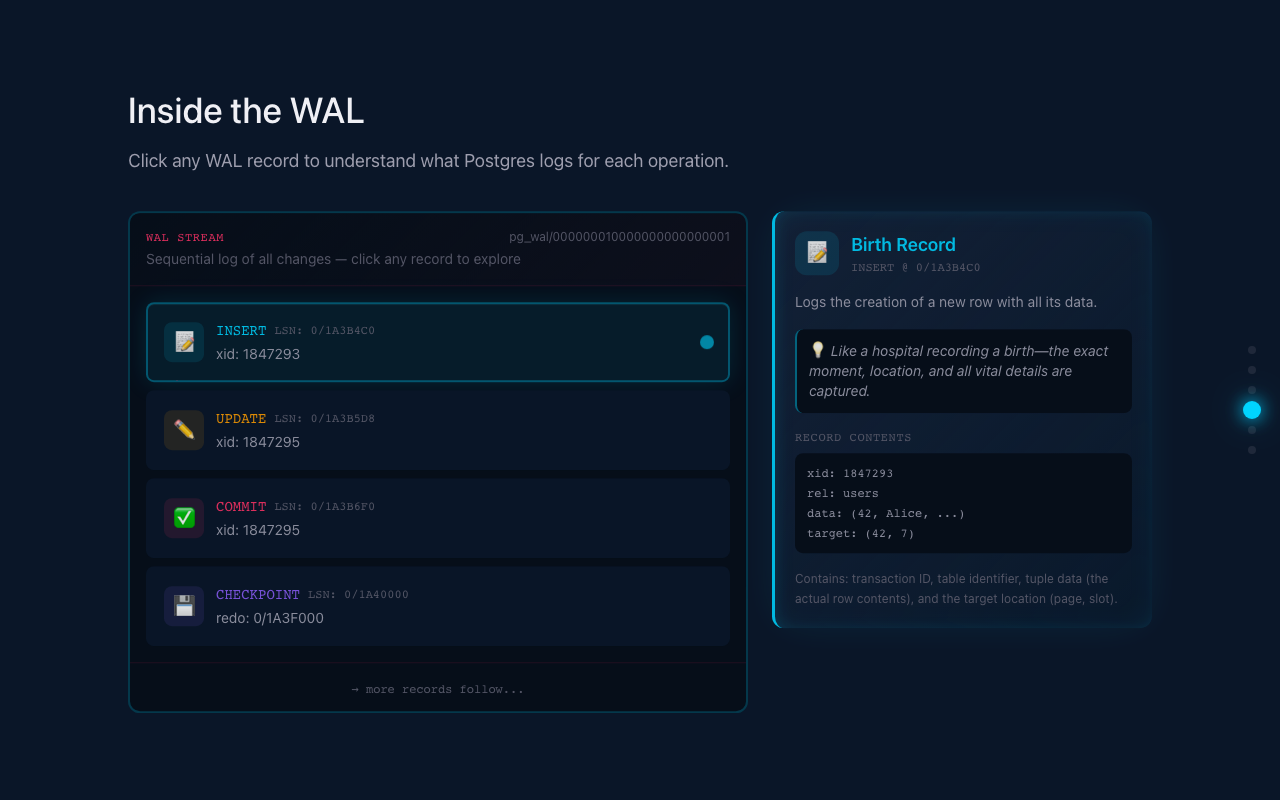 Inside the WAL
Click any WAL record to understand what Postgres logs for each operation.
WAL STREAM
pg_wal/000000010000000000000001
Sequential log of all changes — click any record to explore
INSERT LSN: 0/1A3B4C0
xid: 1847293
UPDATE LSN: 0/1A3B5D8
xid: 1847295
COMMIT LSN: 0/1A3B6F0
xid: 1847295
CHECKPOINT LSN: 0/1A40000
redo: 0/1A3F000
→ more records follow...
Birth Record
INSERT @ 0/1A3B4C0
Logs the creation of a new row with all its data.
Like a hospital recording a birth—the exact
moment, location, and all vital details are
captured.
RECORD CONTENTS
xid: 1847293
rel: users
data: (42, Alice, ...)
target: (42, 7)
Contains: transaction ID, table identifier, tuple data (the
actual row contents), and the target location (page, slot).